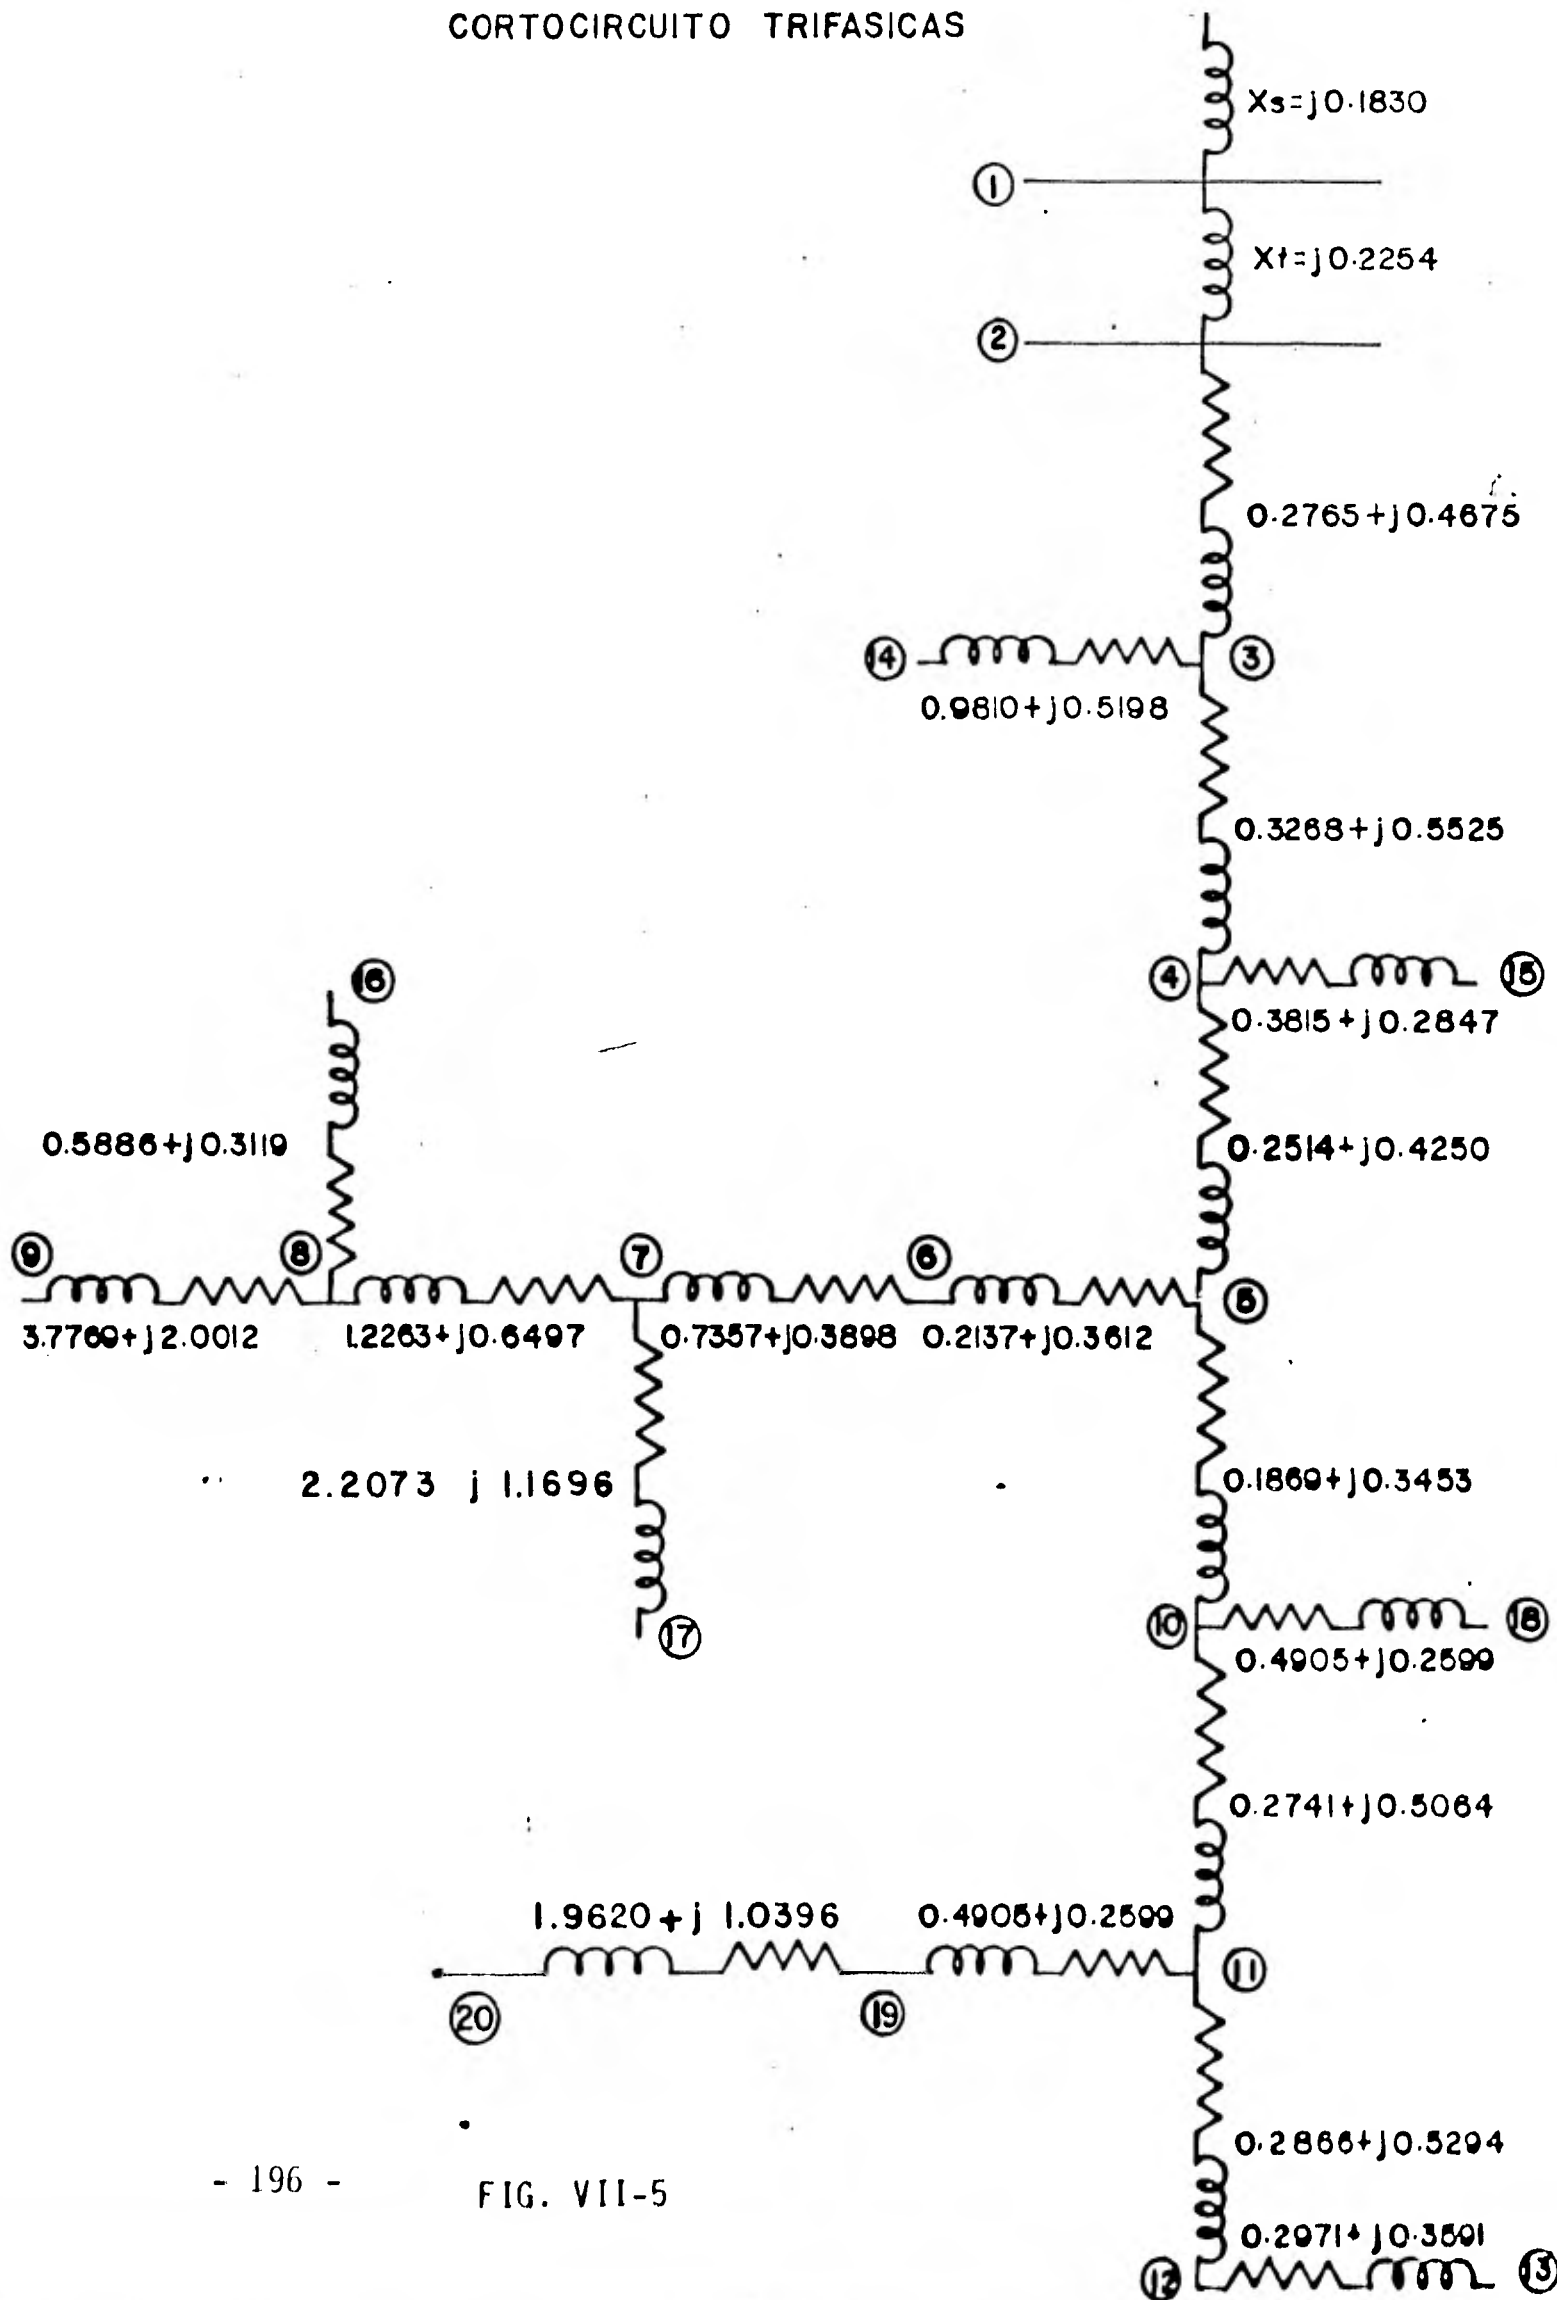 CORTOCIRCUITO TRIFASICAS
Xs=j0.1830
1
Xt=j0.2254
2
0.2765+j0.4675
14
3
0.9810+j0.5198
0.3268+j0.5525
16
4
15
0.3815+j0.2847
0.5886+j0.3119
0.2514+j0.4250
9
8
7
6
5
3.7769+j2.0012
1.2263+j0.6497
0.7357+j0.3898
0.2137+j0.3612
2.2073 j 1.1696
0.1869+j0.3453
17
10
18
0.4905+j0.2599
0.2741+j0.5064
1.9620+j 1.0396
0.4905+j0.2599
11
20
19
0.2866+j0.5294
- 196 -
FIG. VII-5
0.2971+j0.3591
12
13